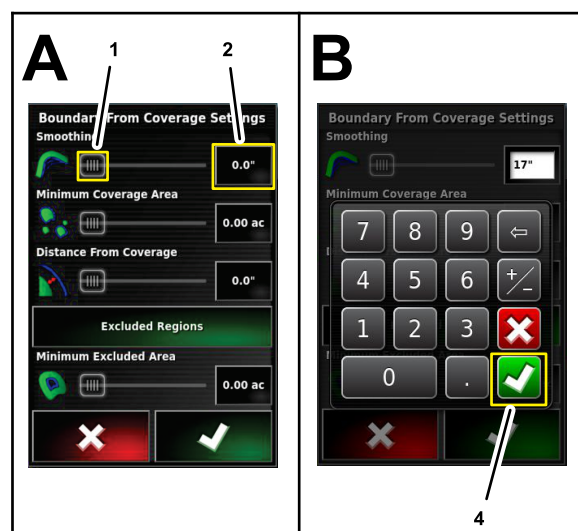 A
1
2
Boundary From Coverage Settings
Smoothing
0.0"
Minimum Coverage Area
0.00 ac
Distance From Coverage
0.0"
Excluded Regions
Minimum Excluded Area
0.00 ac
B
Boundary From Coverage Settings
Smoothing
17"
Minimum Coverage Area
7 8 9 ⇦
4 5 6 +/−
1 2 3
0 .
4